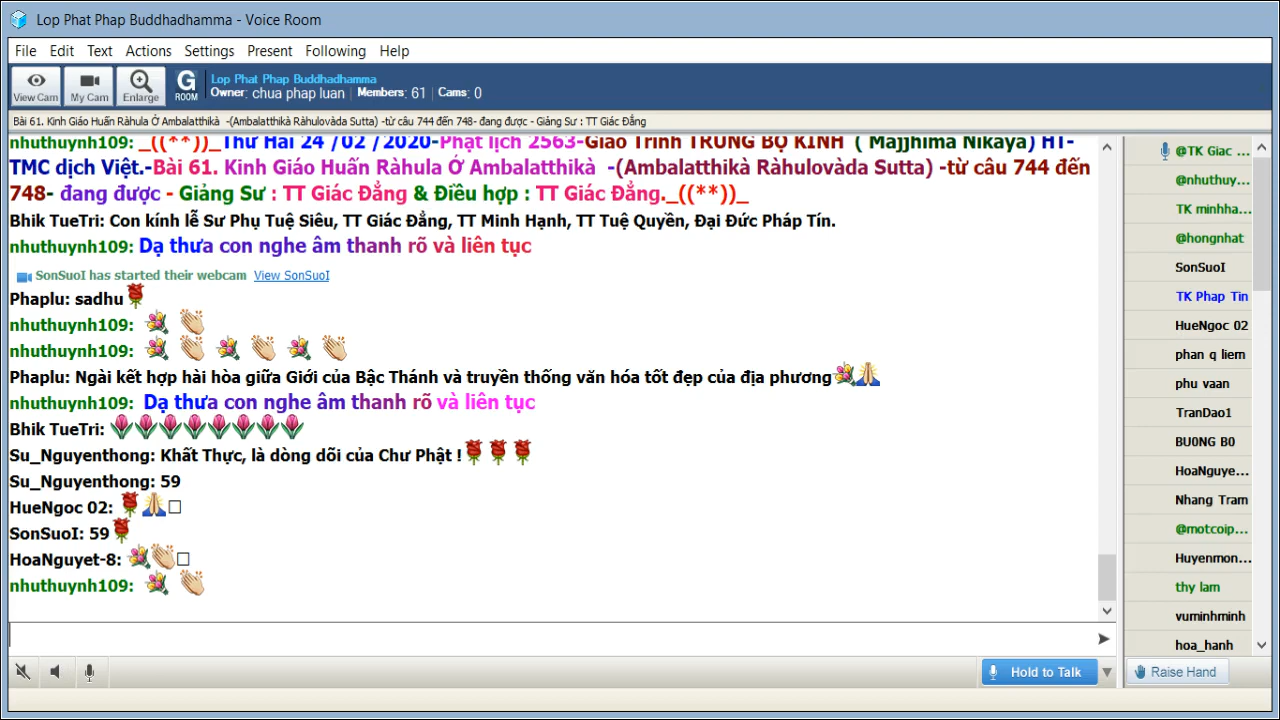 Lop Phat Phap Buddhadhamma - Voice Room
File Edit Text Actions Settings Present Following Help
View Cam My Cam Enlarge G ROOM Lop Phat Phap Buddhadhamma
Owner: chua phap luan Members: 61 Cams: 0
Bài 61. Kinh Giáo Huấn Ràhula Ở Ambalatthikà -(Ambalatthikà Ràhulovàda Sutta) -từ câu 744 đến 748- đang được - Giảng Sư : TT Giác Đẳng
nhuthuynh109: _((**))_Thứ Hai 24 /02 /2020-Phật lịch 2563-Giáo Trình TRUNG BỘ KINH ( Majjhima Nikaya) HT-
TMC dịch Việt.-Bài 61. Kinh Giáo Huấn Ràhula Ở Ambalatthikà -(Ambalatthikà Ràhulovàda Sutta) -từ câu 744 đến
748- đang được - Giảng Sư : TT Giác Đẳng & Điều hợp : TT Giác Đẳng._((**))_
Bhik TueTri: Con kính lễ Sư Phụ Tuệ Siêu, TT Giác Đẳng, TT Minh Hạnh, TT Tuệ Quyền, Đại Đức Pháp Tín.
nhuthuynh109: Dạ thưa con nghe âm thanh rõ và liên tục
SonSuoI has started their webcam View SonSuoI
Phaplu: sadhu
nhuthuynh109:
nhuthuynh109:
Phaplu: Ngài kết hợp hài hòa giữa Giới của Bậc Thánh và truyền thống văn hóa tốt đẹp của địa phương
nhuthuynh109: Dạ thưa con nghe âm thanh rõ và liên tục
Bhik TueTri:
Su_Nguyenthong: Khất Thực, là dòng dõi của Chư Phật !
Su_Nguyenthong: 59
HueNgoc 02:
SonSuoI: 59
HoaNguyet-8:
nhuthuynh109:
@TK Giac ...
@nhuthuy...
TK minhha...
@hongnhat
SonSuoI
TK Phap Tin
HueNgoc 02
phan q liem
phu vaan
TranDao1
BU0NG B0
HoaNguye...
Nhang Tram
@motcoip...
Huyenmon...
thy lam
vuminhminh
hoa_hanh
Hold to Talk
Raise Hand